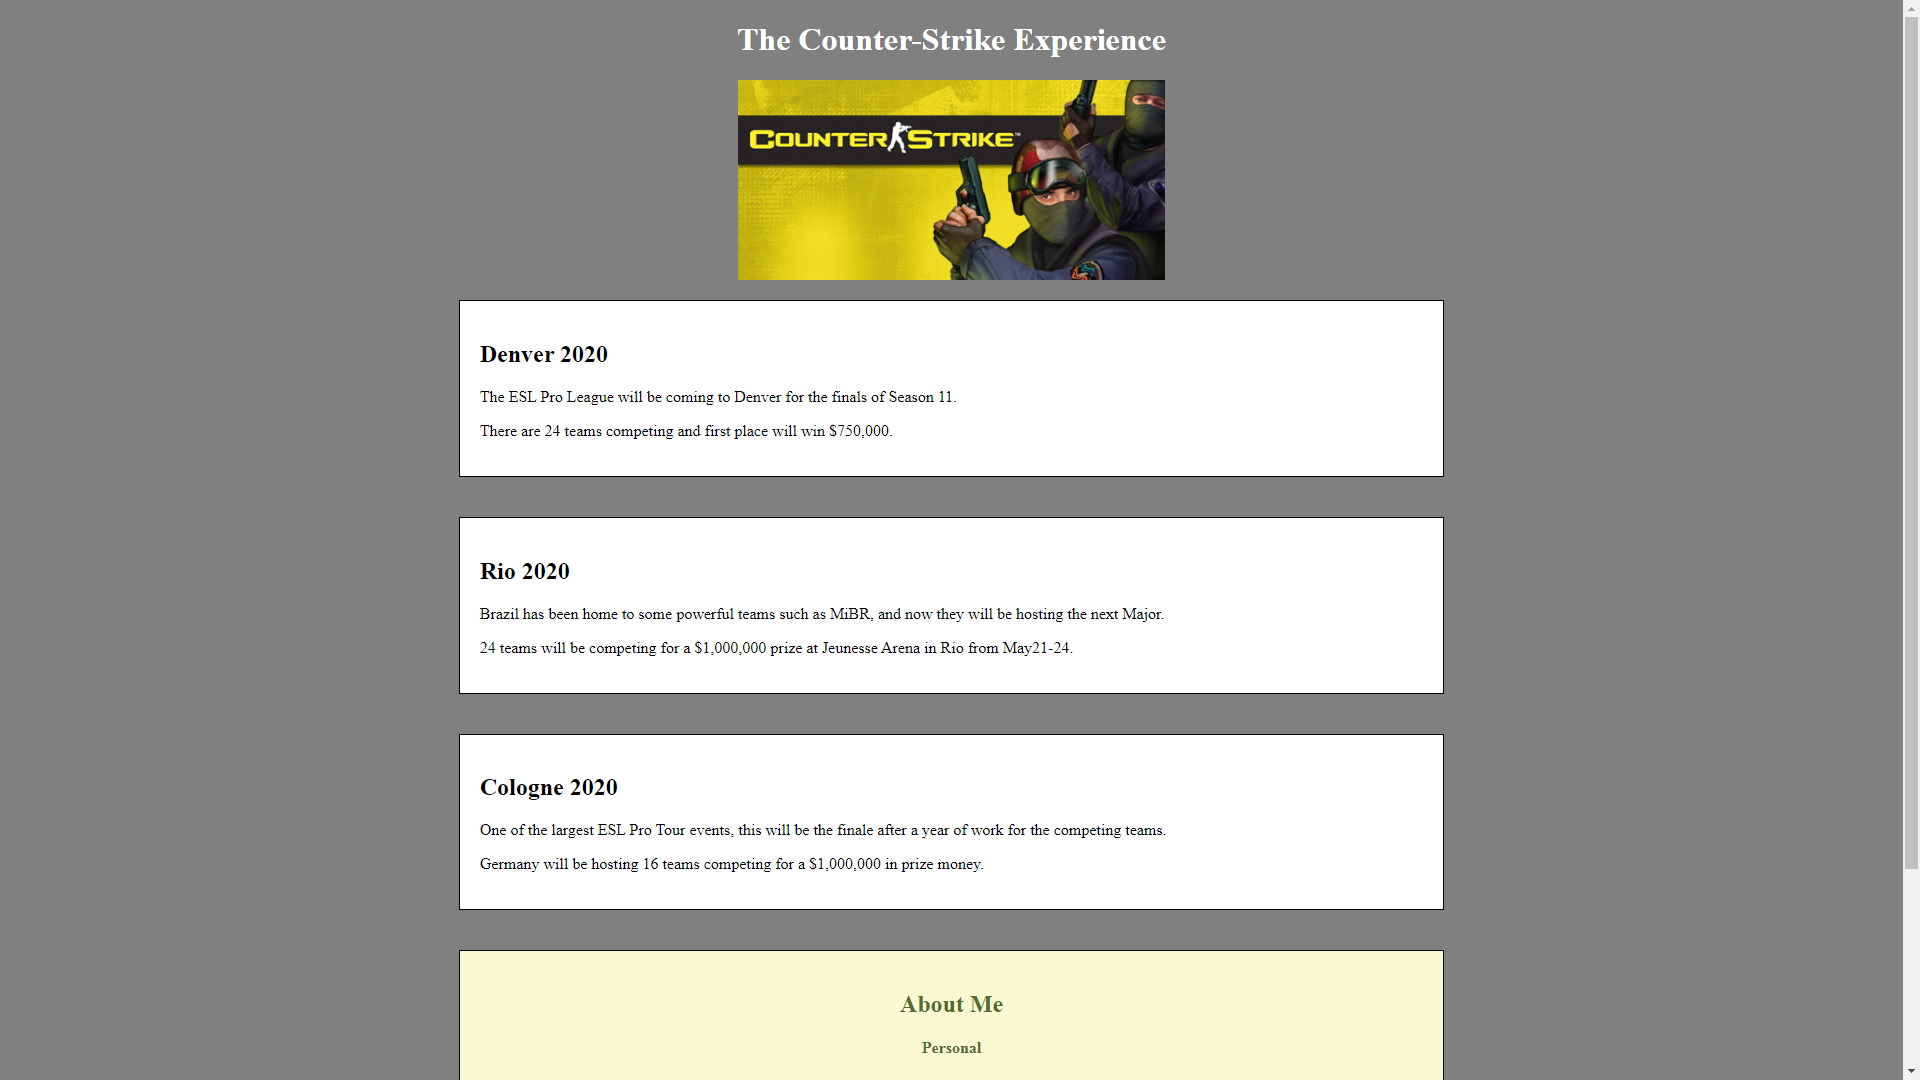 The Counter-Strike Experience
COUNTER STRIKE™
Denver 2020
The ESL Pro League will be coming to Denver for the finals of Season 11.
There are 24 teams competing and first place will win $750,000.
Rio 2020
Brazil has been home to some powerful teams such as MiBR, and now they will be hosting the next Major.
24 teams will be competing for a $1,000,000 prize at Jeunesse Arena in Rio from May21-24.
Cologne 2020
One of the largest ESL Pro Tour events, this will be the finale after a year of work for the competing teams.
Germany will be hosting 16 teams competing for a $1,000,000 in prize money.
About Me
Personal